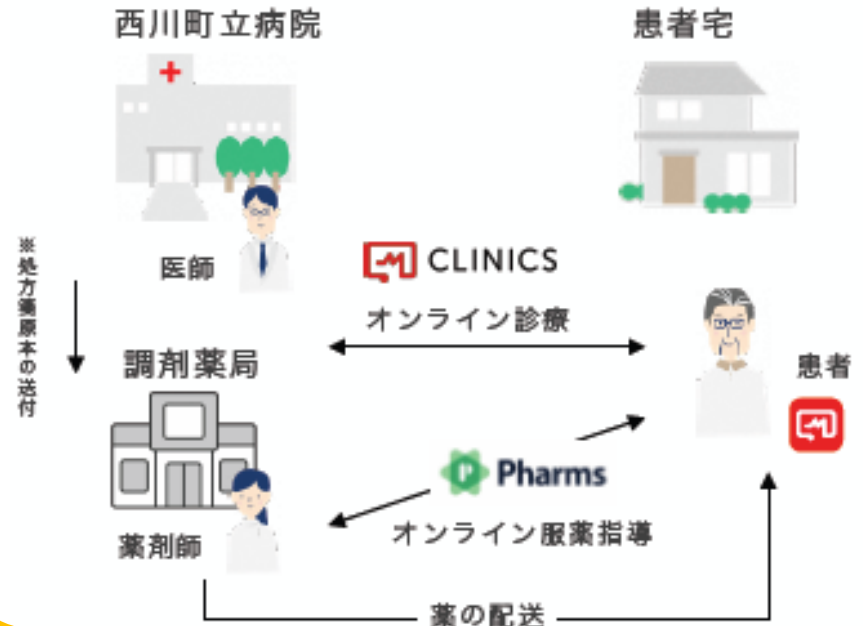 西川町立病院
患者宅
医師
CLINICS
オンライン診療
※処方箋原本の送付
調剤薬局
患者
Pharms
オンライン服薬指導
薬剤師
薬の配送